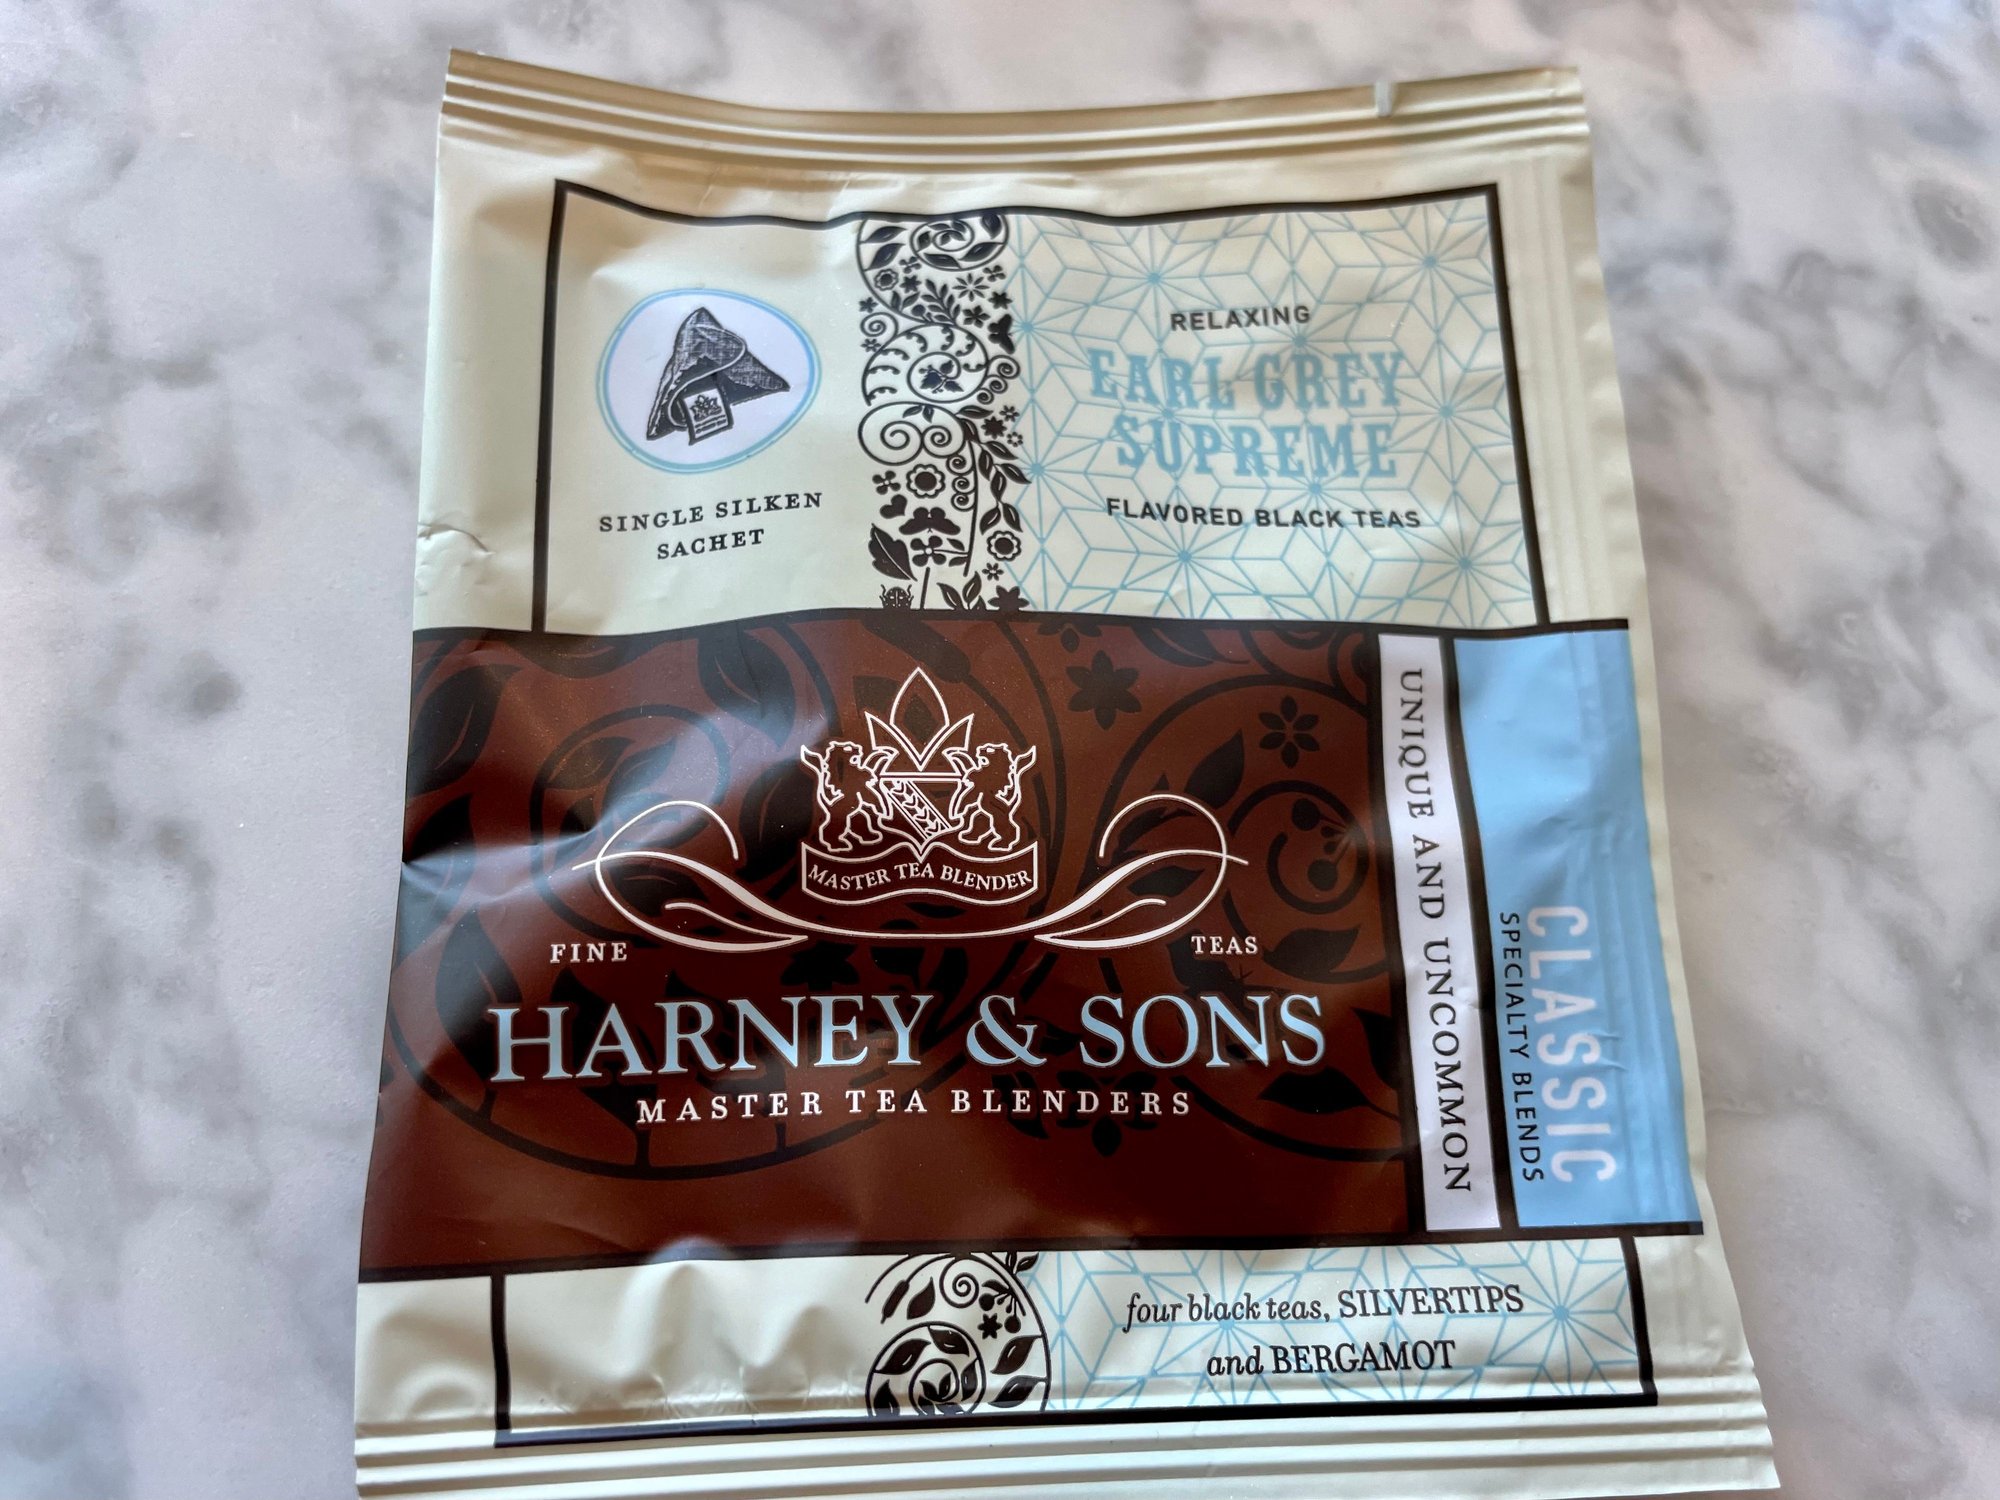 RELAXING
EARL GREY
SUPREME
FLAVORED BLACK TEAS
SINGLE SILKEN
SACHET
MASTER TEA BLENDER
FINE TEAS
HARNEY & SONS
MASTER TEA BLENDERS
UNIQUE AND UNCOMMON
CLASSIC
SPECIALTY BLENDS
four black teas, SILVERTIPS
and BERGAMOT